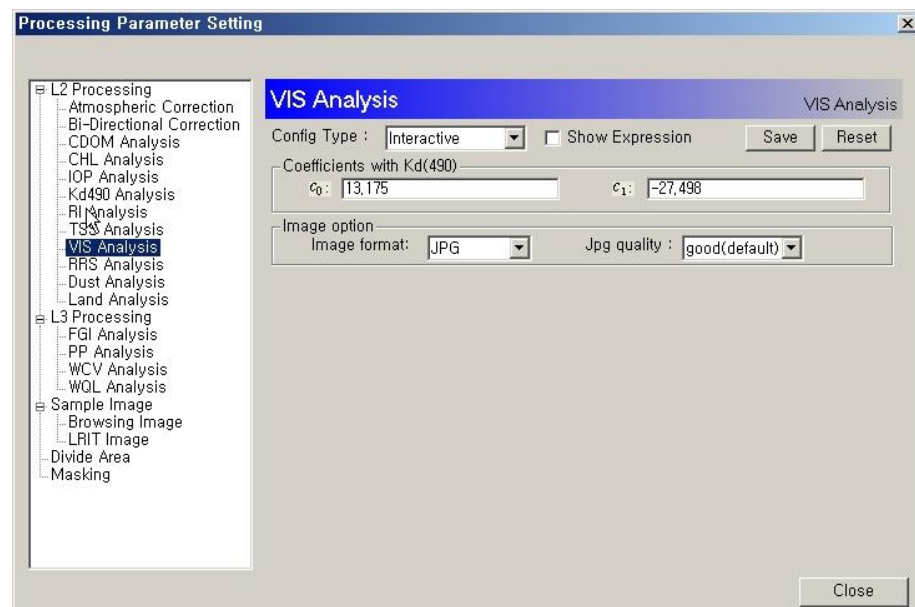 Processing Parameter Setting
L2 Processing
Atmospheric Correction
Bi-Directional Correction
CDOM Analysis
CHL Analysis
IOP Analysis
Kd490 Analysis
RI Analysis
TSS Analysis
VIS Analysis
RRS Analysis
Dust Analysis
Land Analysis
L3 Processing
FGI Analysis
PP Analysis
WCV Analysis
WQL Analysis
Sample Image
Browsing Image
LRIT Image
Divide Area
Masking
VIS Analysis
VIS Analysis
Config Type : Interactive Show Expression Save Reset
Coefficients with Kd(490)
c0: 13,175 c1: -27,498
Image option
Image format: JPG Jpg quality : good(default)
Close